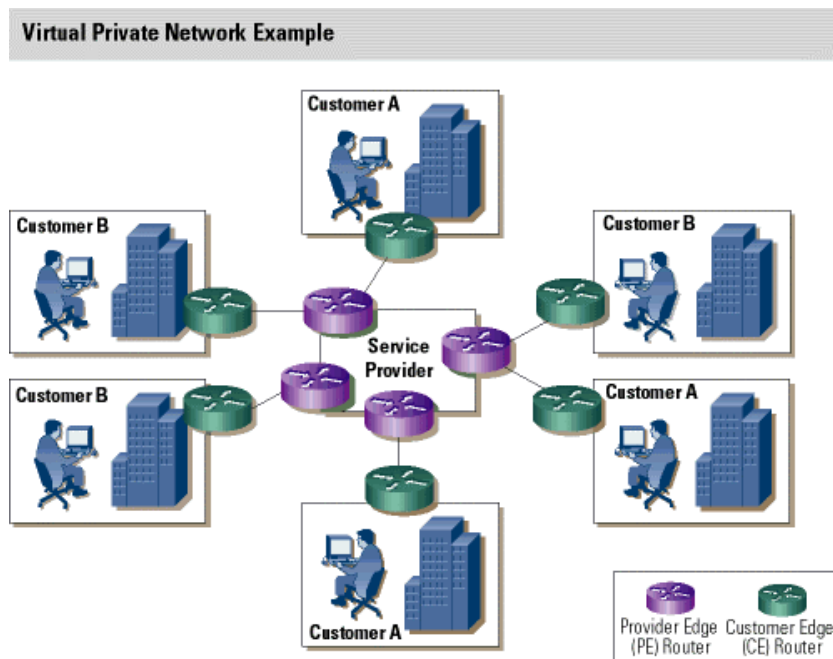 Virtual Private Network Example
Customer A
Customer B
Customer B
Service
Provider
Customer B
Customer A
Customer A
Provider Edge
(PE) Router
Customer Edge
(CE) Router